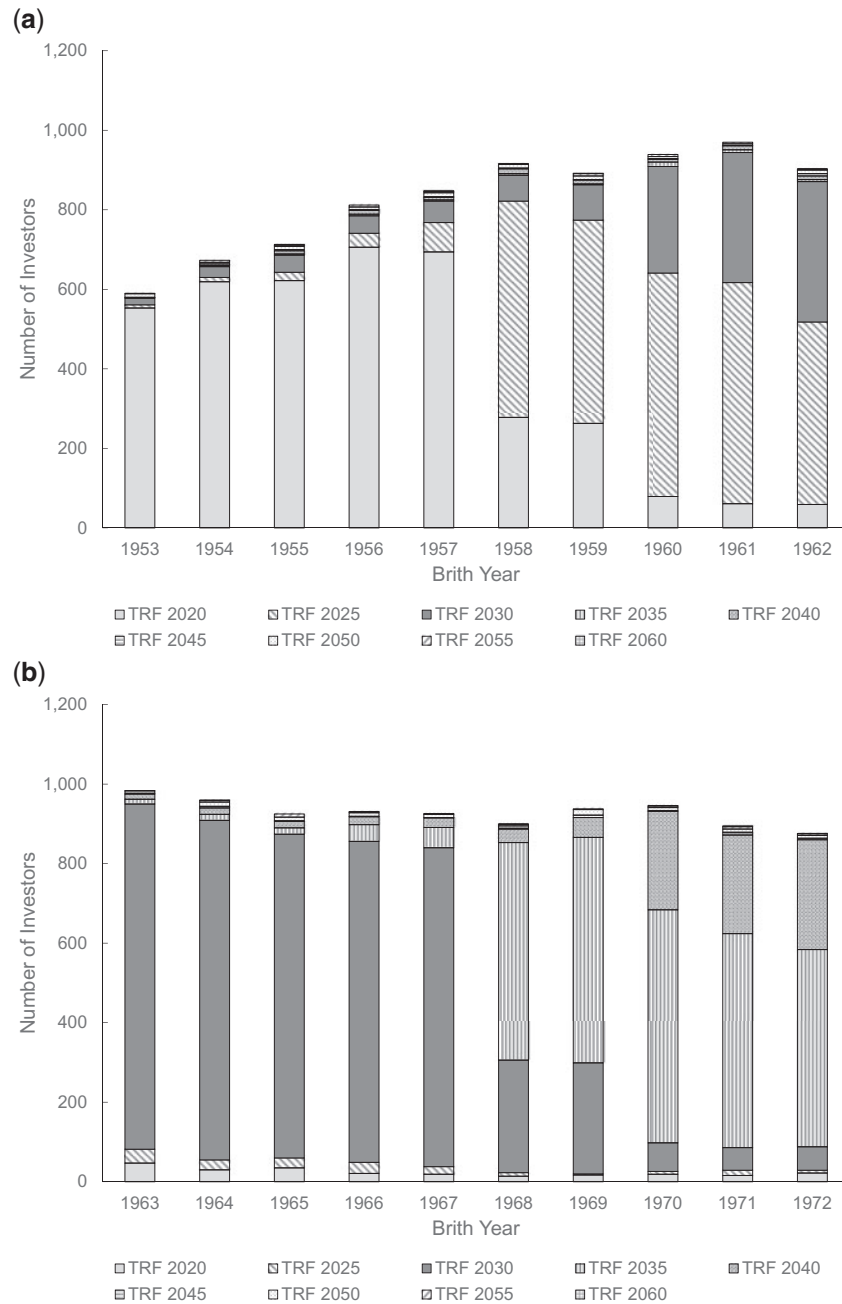 (a)
1,200
1,000
800
600
400
200
0
Number of Investors
1953 1954 1955 1956 1957 1958 1959 1960 1961 1962
Brith Year
TRF 2020 TRF 2025 TRF 2030 TRF 2035 TRF 2040
TRF 2045 TRF 2050 TRF 2055 TRF 2060
(b)
1,200
1,000
800
600
400
200
0
Number of Investors
1963 1964 1965 1966 1967 1968 1969 1970 1971 1972
Brith Year
TRF 2020 TRF 2025 TRF 2030 TRF 2035 TRF 2040
TRF 2045 TRF 2050 TRF 2055 TRF 2060